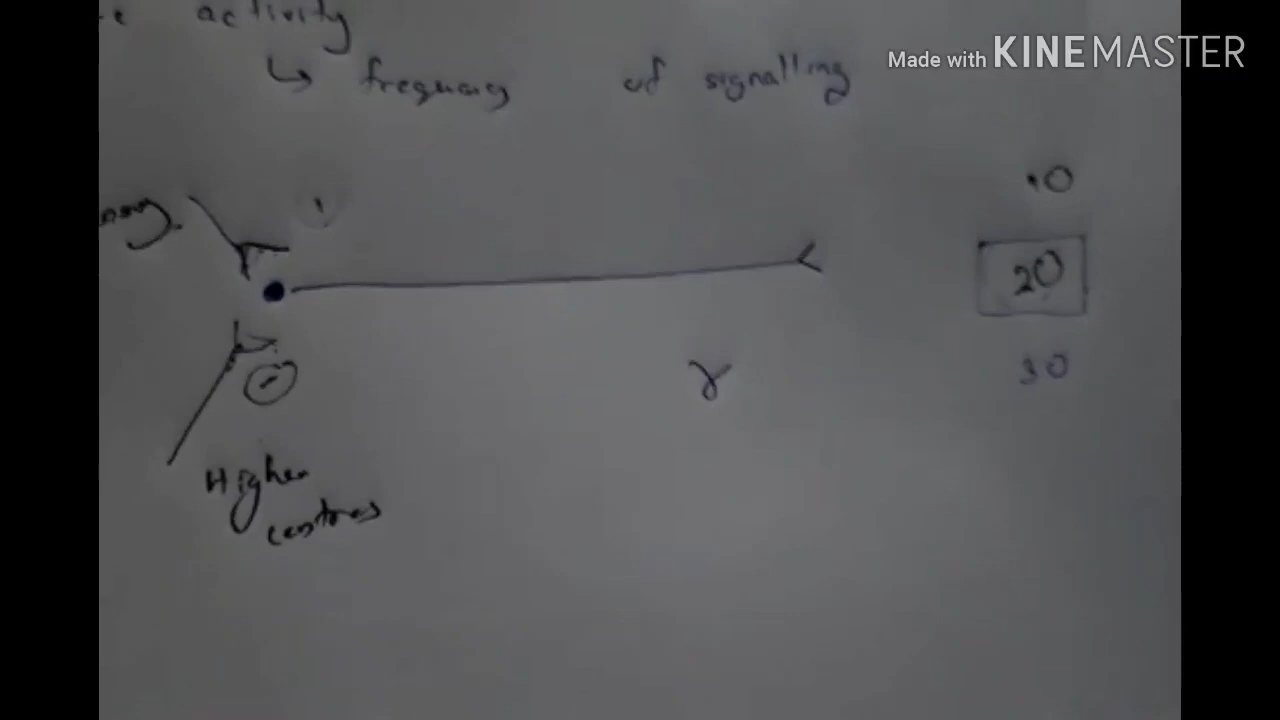 activity
Made with KINEMASTER
↳ frequency of signalling
10
20
30
γ
Higher
centres